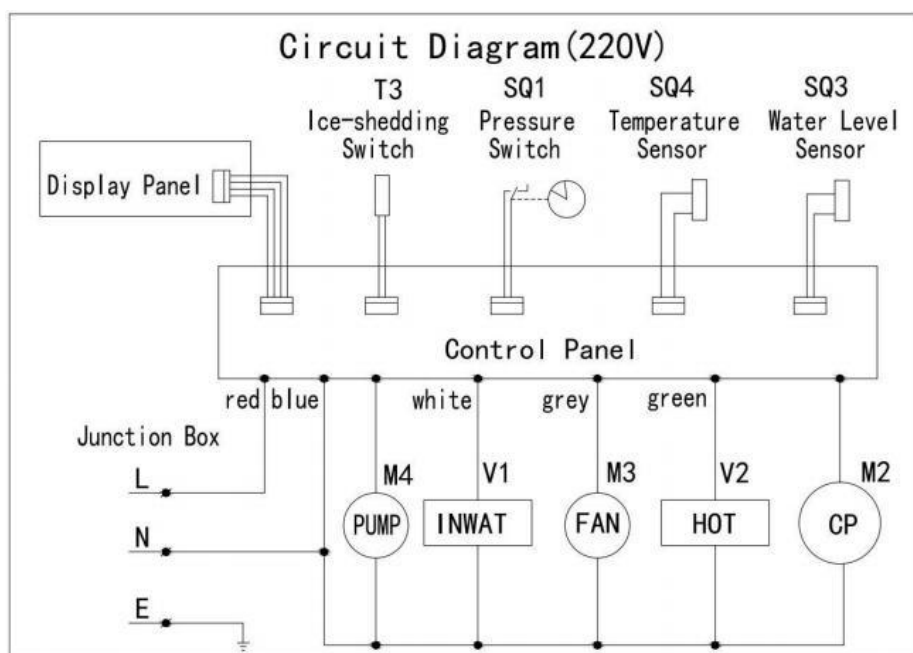 Circuit Diagram(220V)
T3
Ice-shedding
Switch
SQ1
Pressure
Switch
SQ4
Temperature
Sensor
SQ3
Water Level
Sensor
Display Panel
Control Panel
red
blue
white
grey
green
Junction Box
L
N
E
M4
PUMP
V1
INWAT
M3
FAN
V2
HOT
M2
CP